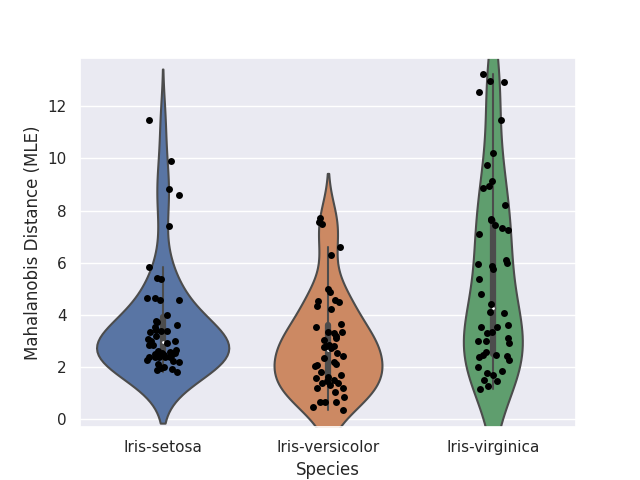 Mahalanobis Distance (MLE)
12
10
8
6
4
2
0
Iris-setosa
Iris-versicolor
Iris-virginica
Species